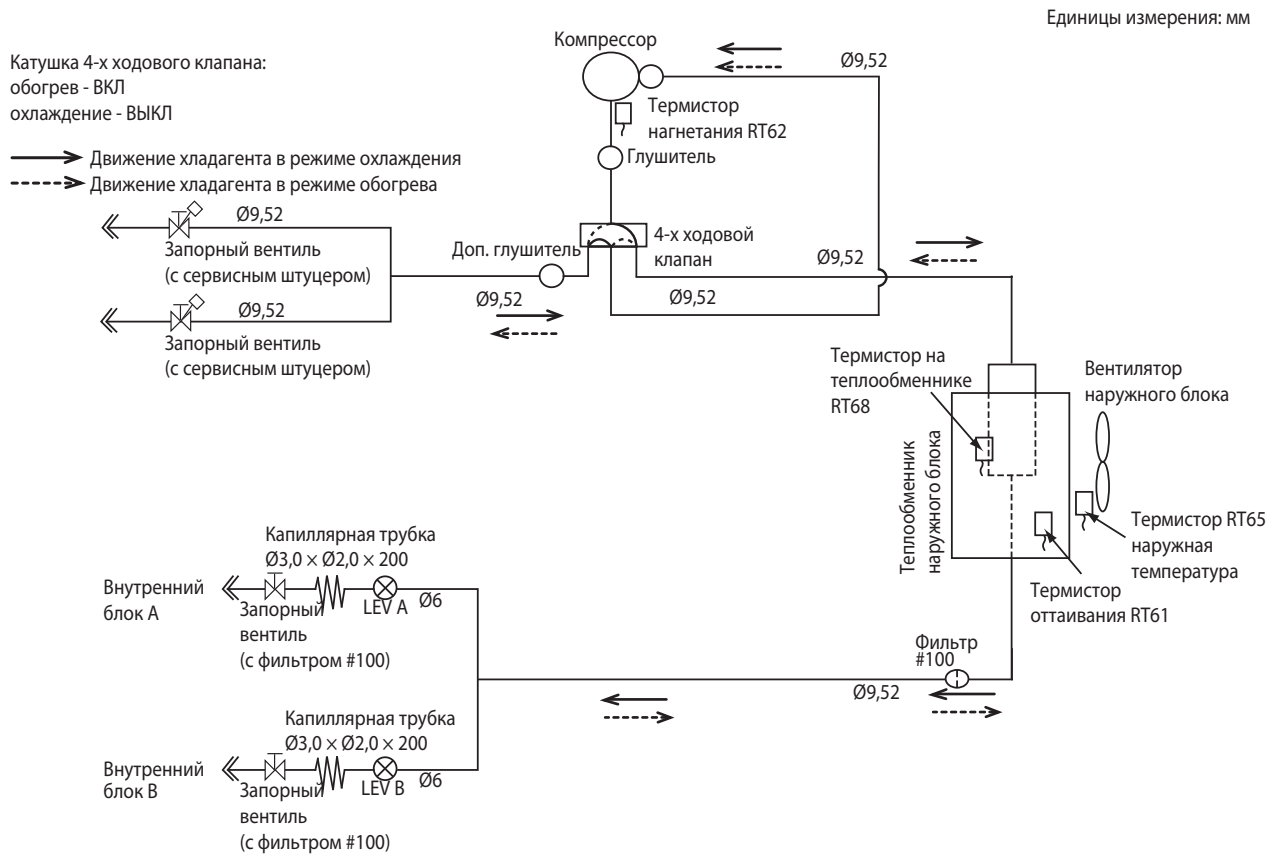 Единицы измерения: мм
Компрессор
Катушка 4-х ходового клапана:
обогрев - ВКЛ
охлаждение - ВЫКЛ
Ø9,52
Термистор
нагнетания RT62
Глушитель
Движение хладагента в режиме охлаждения
Движение хладагента в режиме обогрева
Ø9,52
Запорный вентиль
(с сервисным штуцером)
Доп. глушитель
4-х ходовой
клапан
Ø9,52
Ø9,52
Ø9,52
Ø9,52
Запорный вентиль
(с сервисным штуцером)
Термистор на
теплообменнике
RT68
Вентилятор
наружного блока
Теплообменник
наружного блока
Термистор RT65
наружная
температура
Термистор
оттаивания RT61
Капиллярная трубка
Ø3,0 × Ø2,0 × 200
Внутренний
блок A
LEV A
Ø6
Запорный
вентиль
(с фильтром #100)
Фильтр
#100
Ø9,52
Капиллярная трубка
Ø3,0 × Ø2,0 × 200
Внутренний
блок B
LEV B
Ø6
Запорный
вентиль
(с фильтром #100)